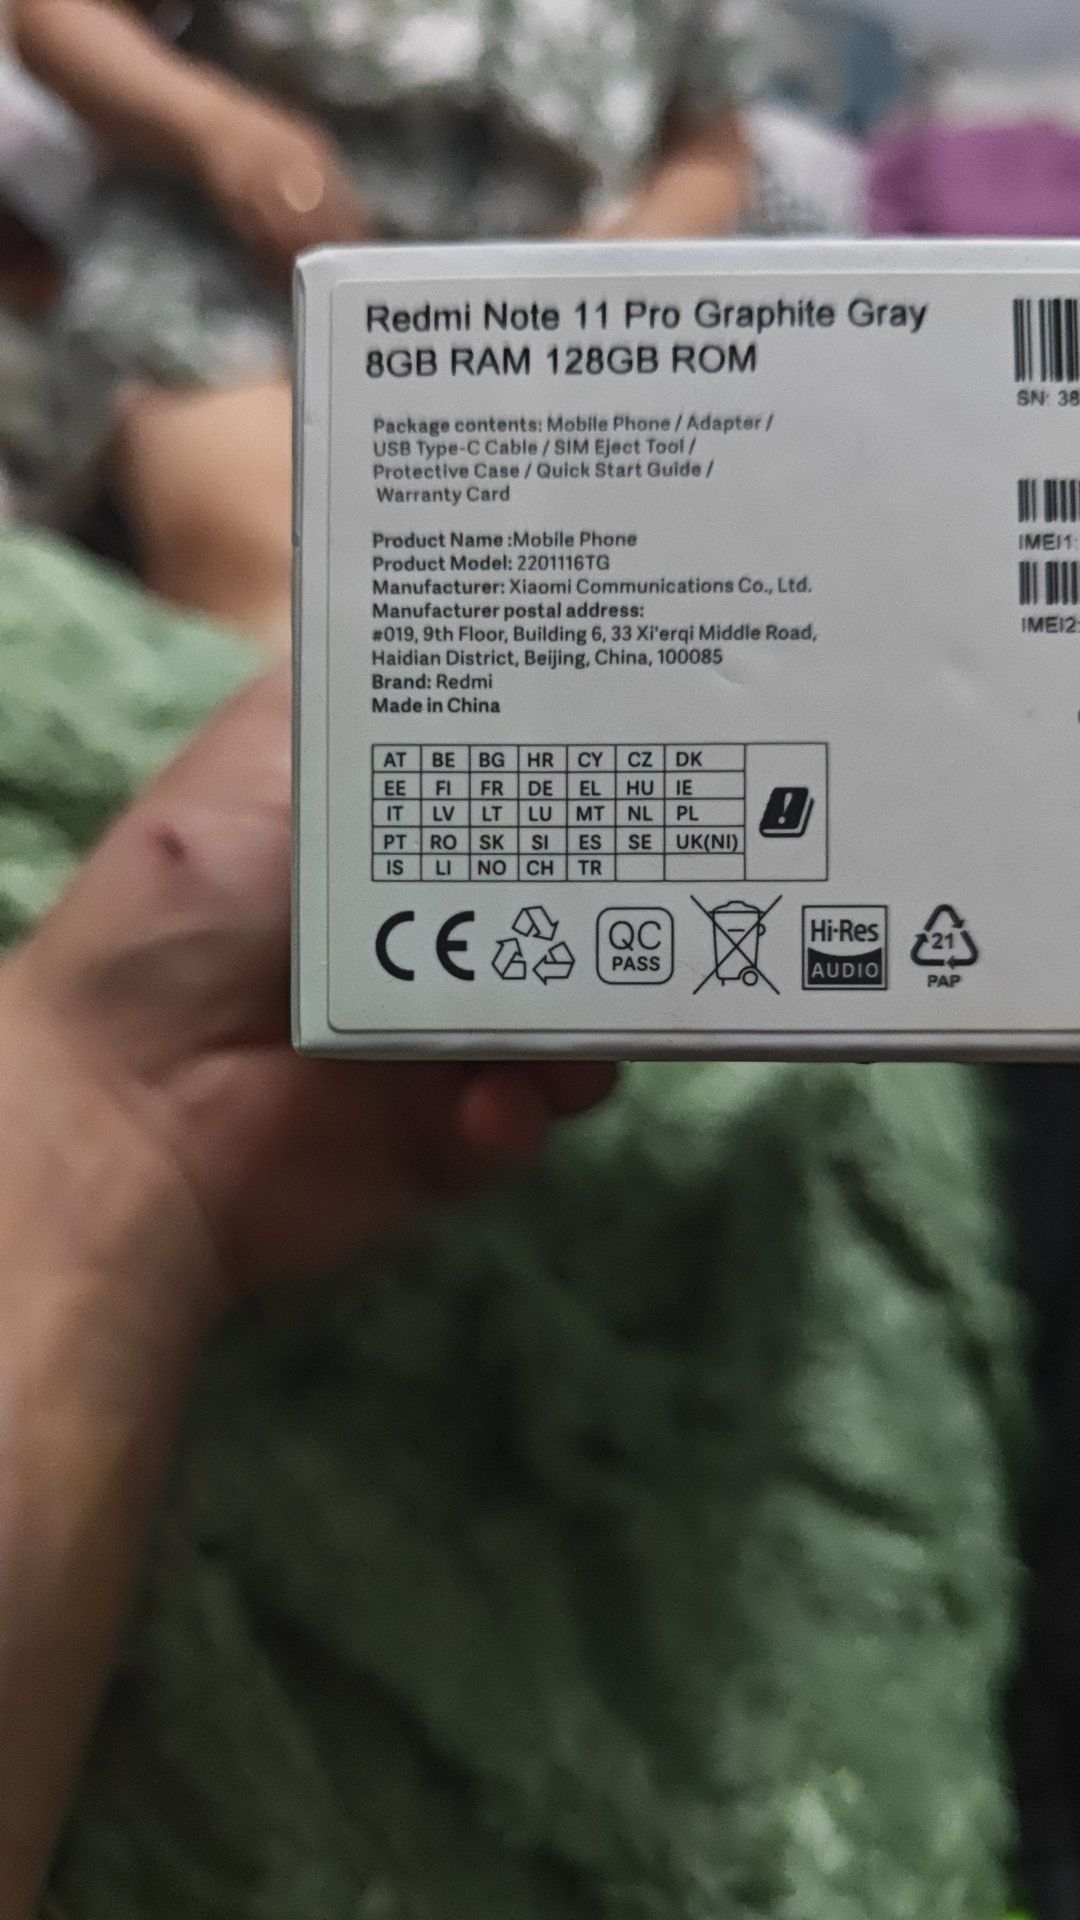 Redmi Note 11 Pro Graphite Gray
8GB RAM 128GB ROM
Package contents: Mobile Phone / Adapter /
USB Type-C Cable / SIM Eject Tool /
Protective Case / Quick Start Guide /
Warranty Card
Product Name :Mobile Phone
Product Model: 2201116TG
Manufacturer: Xiaomi Communications Co., Ltd.
Manufacturer postal address:
#019, 9th Floor, Building 6, 33 Xi'erqi Middle Road,
Haidian District, Beijing, China, 100085
Brand: Redmi
Made in China
AT BE BG HR CY CZ DK
EE FI FR DE EL HU IE
IT LV LT LU MT NL PL
PT RO SK SI ES SE UK(NI)
IS LI NO CH TR
CE
QC
PASS
Hi-Res
AUDIO
21
PAP
SN: 38
IMEI1:
IMEI2: